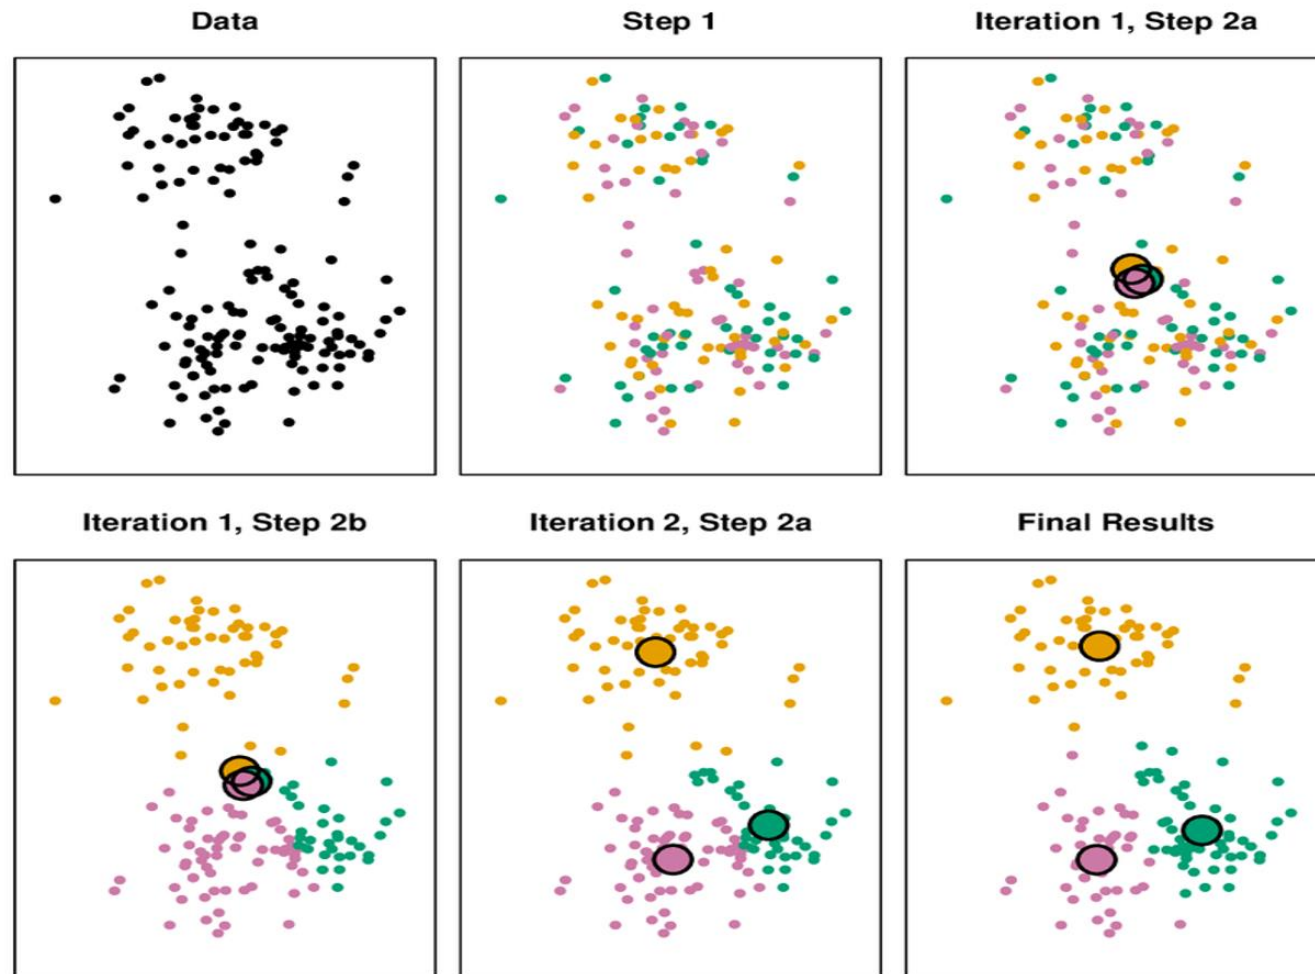 Data
Step 1
Iteration 1, Step 2a
Iteration 1, Step 2b
Iteration 2, Step 2a
Final Results